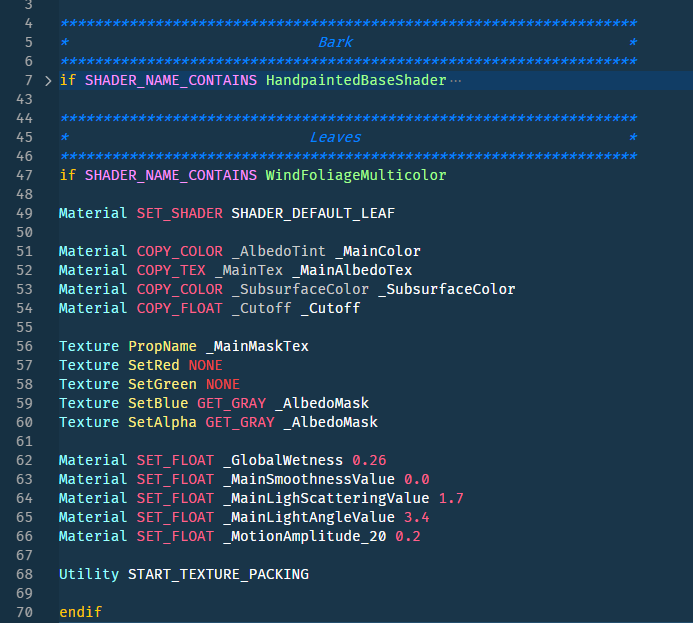 3
4 *******************************************************************
5 * Bark *
6 *******************************************************************
7 if SHADER_NAME_CONTAINS HandpaintedBaseShader ...
43
44 *******************************************************************
45 * Leaves *
46 *******************************************************************
47 if SHADER_NAME_CONTAINS WindFoliageMulticolor
48
49 Material SET_SHADER SHADER_DEFAULT_LEAF
50
51 Material COPY_COLOR _AlbedoTint _MainColor
52 Material COPY_TEX _MainTex _MainAlbedoTex
53 Material COPY_COLOR _SubsurfaceColor _SubsurfaceColor
54 Material COPY_FLOAT _Cutoff _Cutoff
55
56 Texture PropName _MainMaskTex
57 Texture SetRed NONE
58 Texture SetGreen NONE
59 Texture SetBlue GET_GRAY _AlbedoMask
60 Texture SetAlpha GET_GRAY _AlbedoMask
61
62 Material SET_FLOAT _GlobalWetness 0.26
63 Material SET_FLOAT _MainSmoothnessValue 0.0
64 Material SET_FLOAT _MainLighScatteringValue 1.7
65 Material SET_FLOAT _MainLightAngleValue 3.4
66 Material SET_FLOAT _MotionAmplitude_20 0.2
67
68 Utility START_TEXTURE_PACKING
69
70 endif